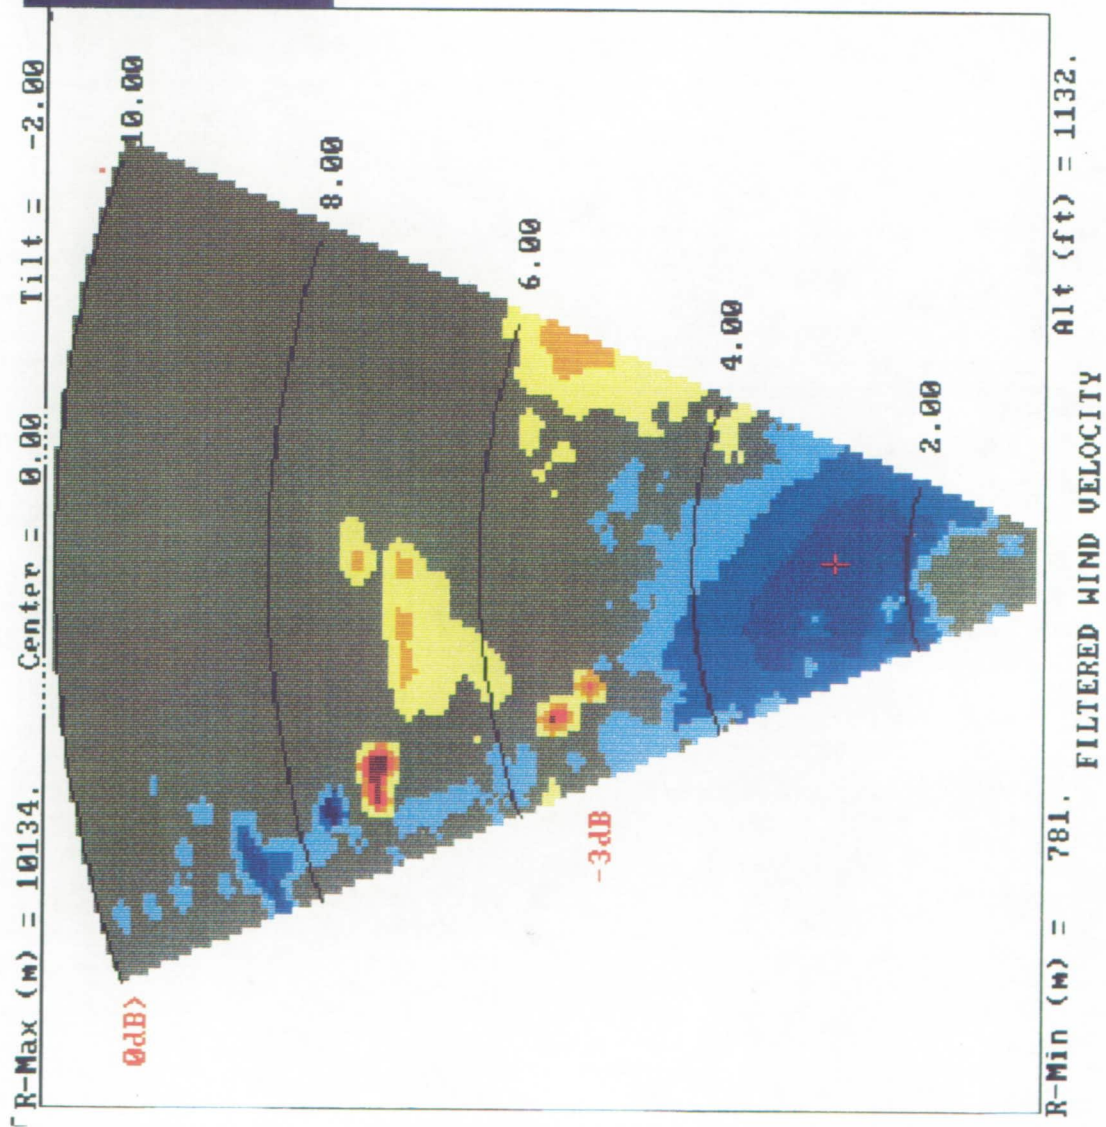 R-Max (m) = 10134. Center = 0.00 Tilt = -2.00
10.00
8.00
6.00
4.00
2.00
0dB>
-3dB
R-Min (m) = 781. Alt (ft) = 1132.
FILTERED WIND VELOCITY